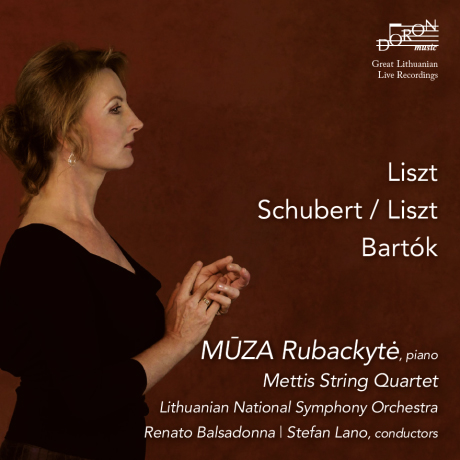 DORON
music
Great Lithuanian
Live Recordings
Liszt
Schubert / Liszt
Bartók
MŪZA Rubackytė, piano
Mettis String Quartet
Lithuanian National Symphony Orchestra
Renato Balsadonna | Stefan Lano, conductors